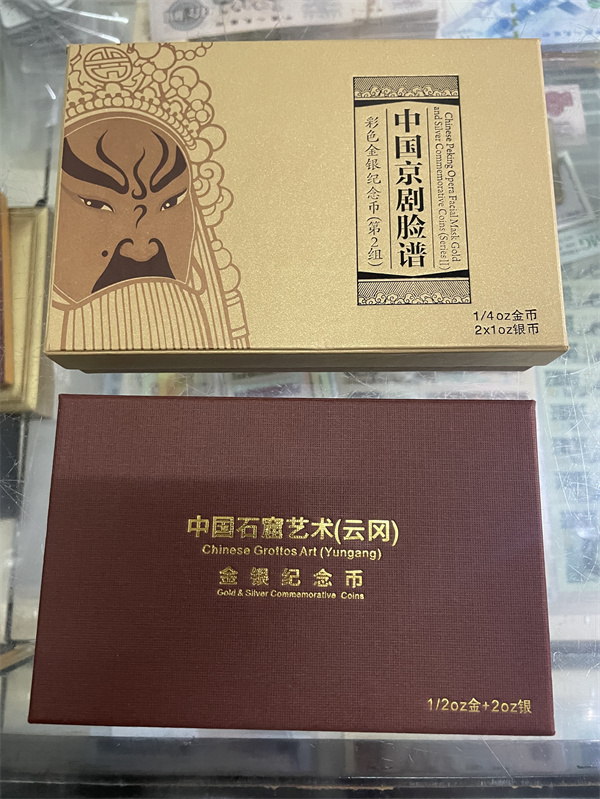 中国京剧脸谱
彩色金银纪念币(第2组)
Chinese Peking Opera Facial Mask Gold
and Silver Commemorative Coins (Series II)
1/4oz金币
2x1oz银币
中国石窟艺术(云冈)
Chinese Grottos Art (Yungang)
金银纪念币
Gold & Silver Commemorative Coins
1/2oz金+2oz银